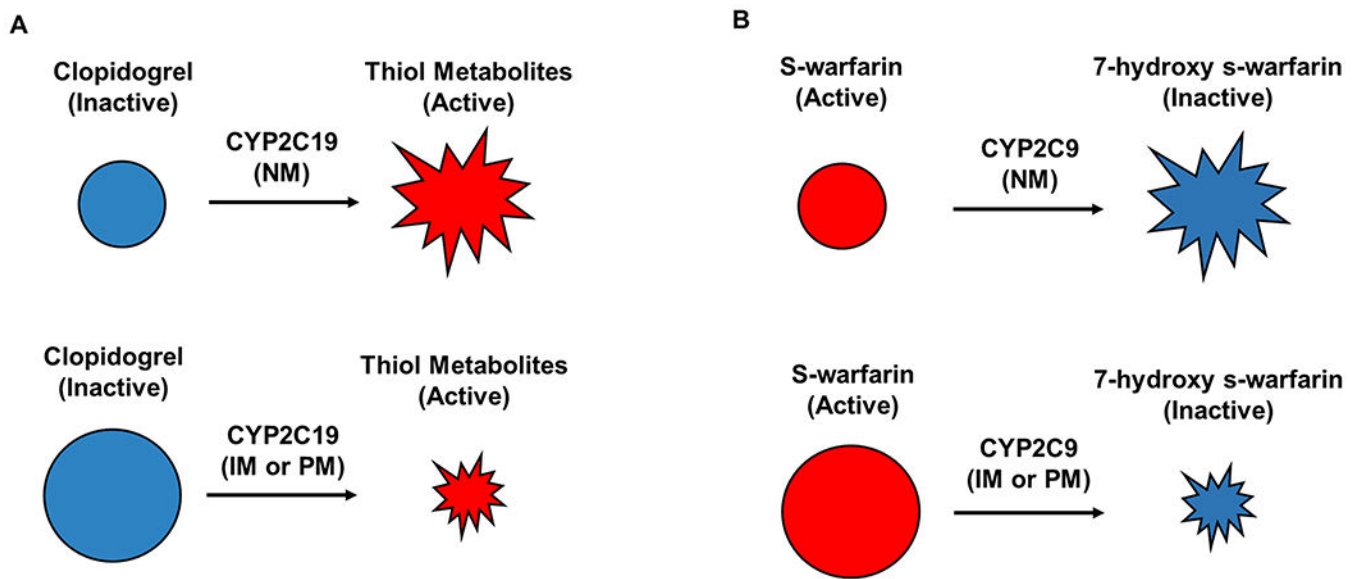 A
Clopidogrel
(Inactive)
CYP2C19
(NM)
Thiol Metabolites
(Active)
Clopidogrel
(Inactive)
CYP2C19
(IM or PM)
Thiol Metabolites
(Active)
B
S-warfarin
(Active)
CYP2C9
(NM)
7-hydroxy s-warfarin
(Inactive)
S-warfarin
(Active)
CYP2C9
(IM or PM)
7-hydroxy s-warfarin
(Inactive)